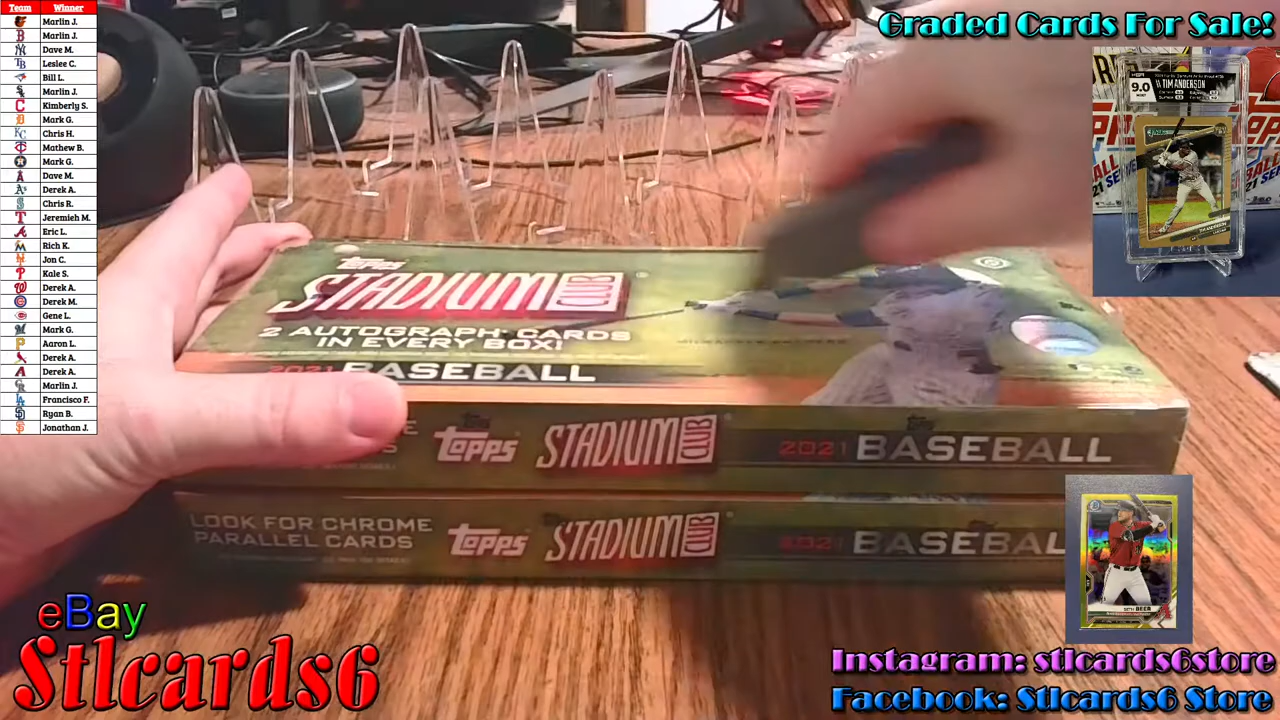 Team Winner
Marlin J.
Marlin J.
Dave M.
Leslee C.
Bill L.
Marlin J.
Kimberly S.
Mark G.
Chris H.
Mathew B.
Mark G.
Dave M.
Derek A.
Chris R.
Jeremieh M.
Eric L.
Rich K.
Jon C.
Kale S.
Derek A.
Derek M.
Gene L.
Mark G.
Aaron L.
Derek A.
Derek A.
Marlin J.
Francisco F.
Ryan B.
Jonathan J.
Graded Cards For Sale!
9.0
TIM ANDERSON
Topps
STADIUM CLUB
2 AUTOGRAPH CARDS
IN EVERY BOX!
2021 BASEBALL
Topps STADIUM CLUB 2021 BASEBALL
LOOK FOR CHROME
PARALLEL CARDS
Topps STADIUM CLUB 2021 BASEBAL
SETH BEER
eBay
Stlcards6
Instagram: stlcards6store
Facebook: Stlcards6 Store